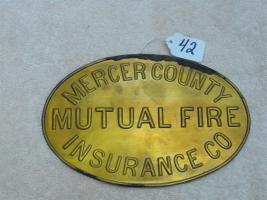 42
MERCER COUNTY
MUTUAL FIRE
INSURANCE CO